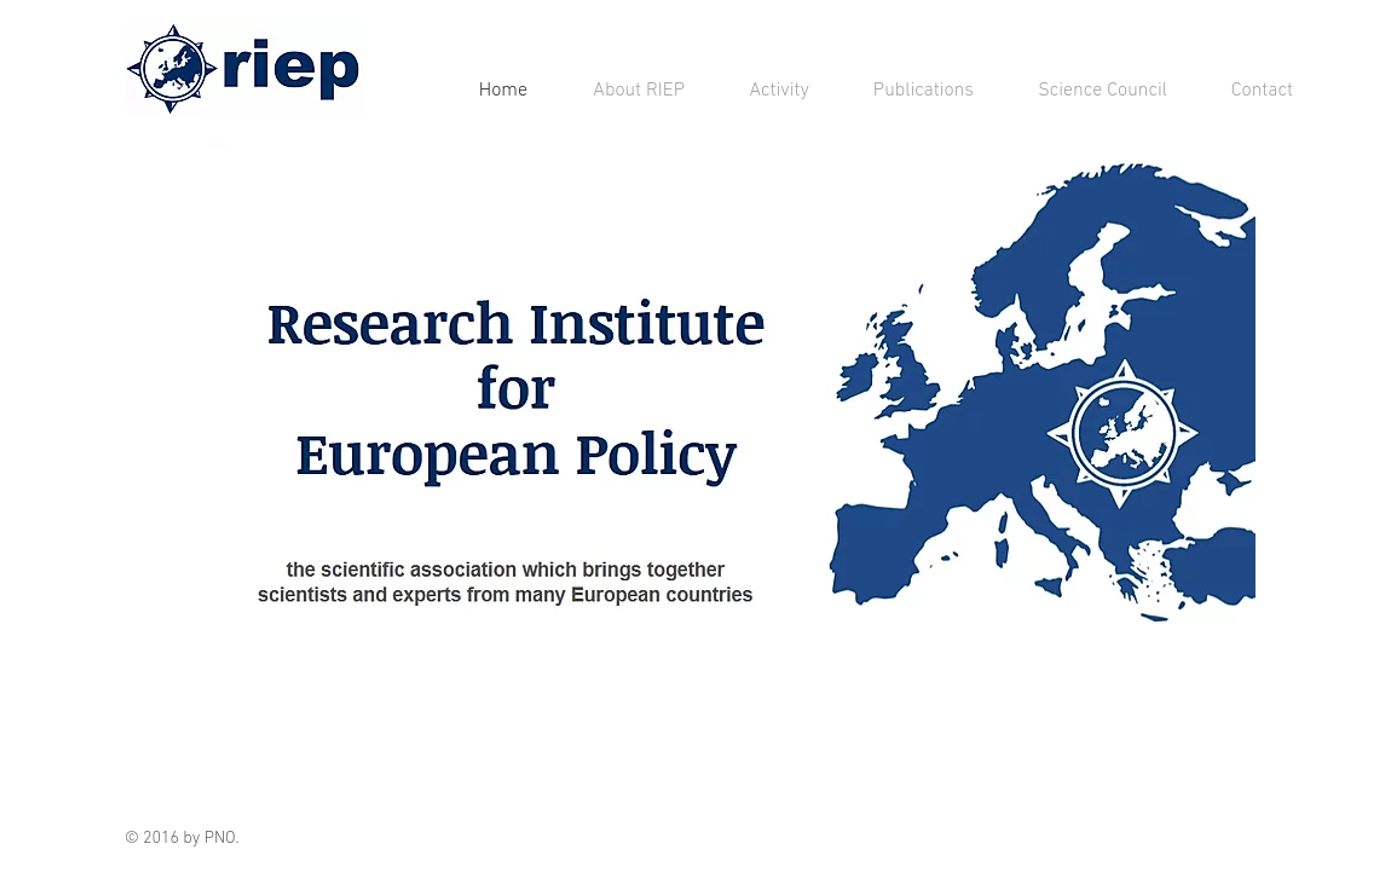 riep
Home
About RIEP
Activity
Publications
Science Council
Contact
Research Institute
for
European Policy
the scientific association which brings together
scientists and experts from many European countries
© 2016 by PNO.